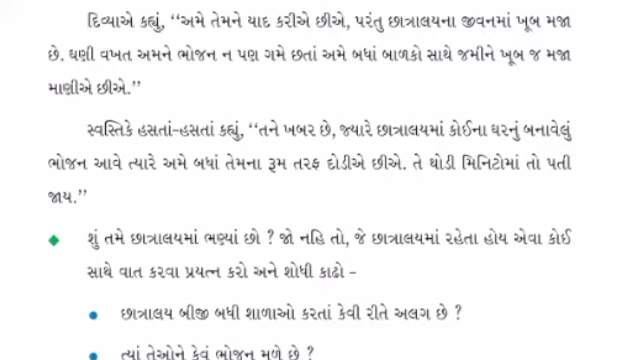 દિવ્યાએ કહ્યું, ‘‘અમે તેમને યાદ કરીએ છીએ, પરંતુ છાત્રાલયના જીવનમાં ખૂબ મજા
છે. ઘણી વખત અમને ભોજન ન પણ ગમે છતાં અમે બધાં બાળકો સાથે જમીને ખૂબ જ મજા
માણીએ છીએ.’’
સ્વસ્તિકે હસતાં-હસતાં કહ્યું, ‘‘તને ખબર છે, જ્યારે છાત્રાલયમાં કોઈના ઘરનું બનાવેલું
ભોજન આવે ત્યારે અમે બધાં તેમના રૂમ તરફ દોડીએ છીએ. તે થોડી મિનિટોમાં તો પતી
જાય.’’
શું તમે છાત્રાલયમાં ભણ્યાં છો ? જો નહિ તો, જે છાત્રાલયમાં રહેતા હોય એવા કોઈ
સાથે વાત કરવા પ્રયત્ન કરો અને શોધી કાઢો -
છાત્રાલય બીજી બધી શાળાઓ કરતાં કેવી રીતે અલગ છે ?
ત્યાં તેઓને કેવું ભોજન મળે છે ?